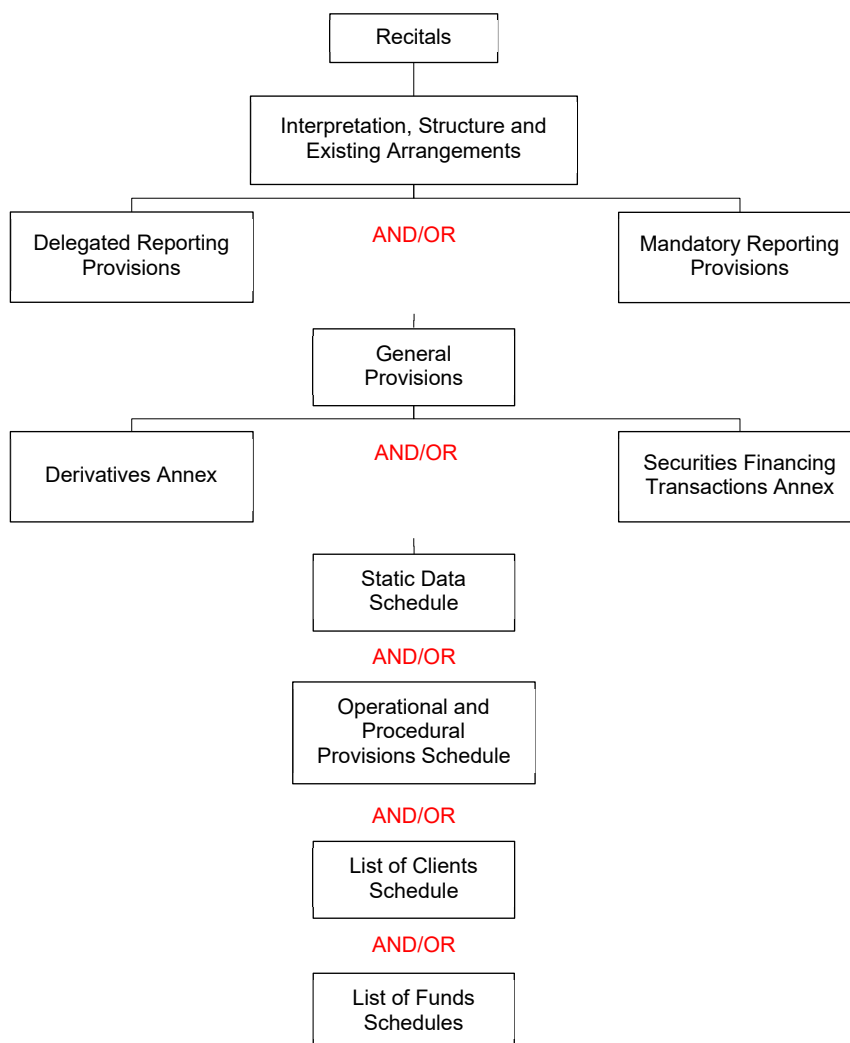 Recitals
Interpretation, Structure and
Existing Arrangements
Delegated Reporting
Provisions
AND/OR
Mandatory Reporting
Provisions
General
Provisions
Derivatives Annex
AND/OR
Securities Financing
Transactions Annex
Static Data
Schedule
AND/OR
Operational and
Procedural
Provisions Schedule
AND/OR
List of Clients
Schedule
AND/OR
List of Funds
Schedules